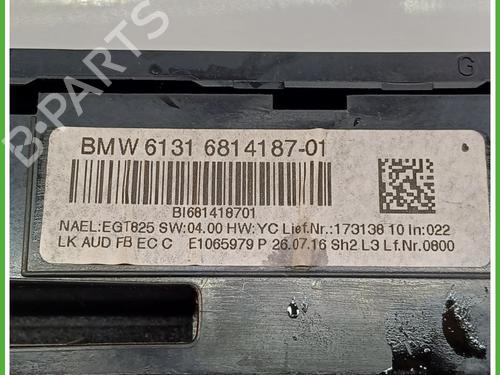 B-PARTS
G
BMW 6131 6814187-01
BI681418701
NAEL:EGT825 SW:04.00 HW:YC Lief.Nr.:173138 10 In:022
LK AUD FB EC C E1065979 P 26.07.16 Sh2 L3 Lf.Nr.0800